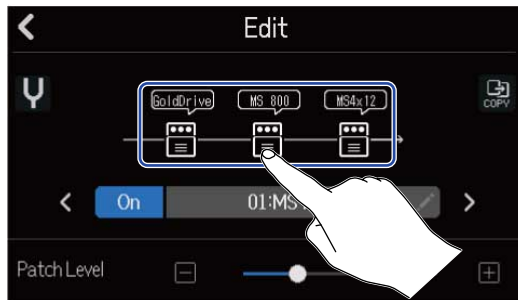 Edit
GoldDrive MS 800 MS4x12
COPY
On 01:MS
Patch Level